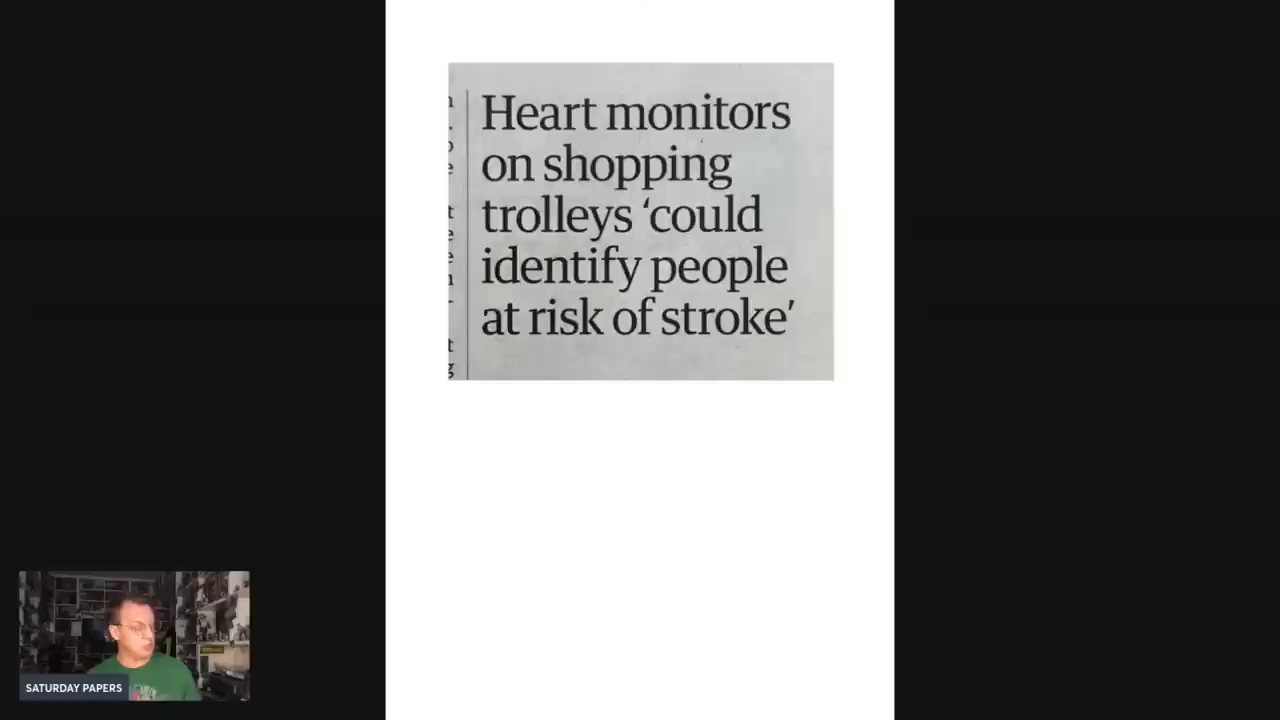 Heart monitors
on shopping
trolleys ‘could
identify people
at risk of stroke’
SATURDAY PAPERS